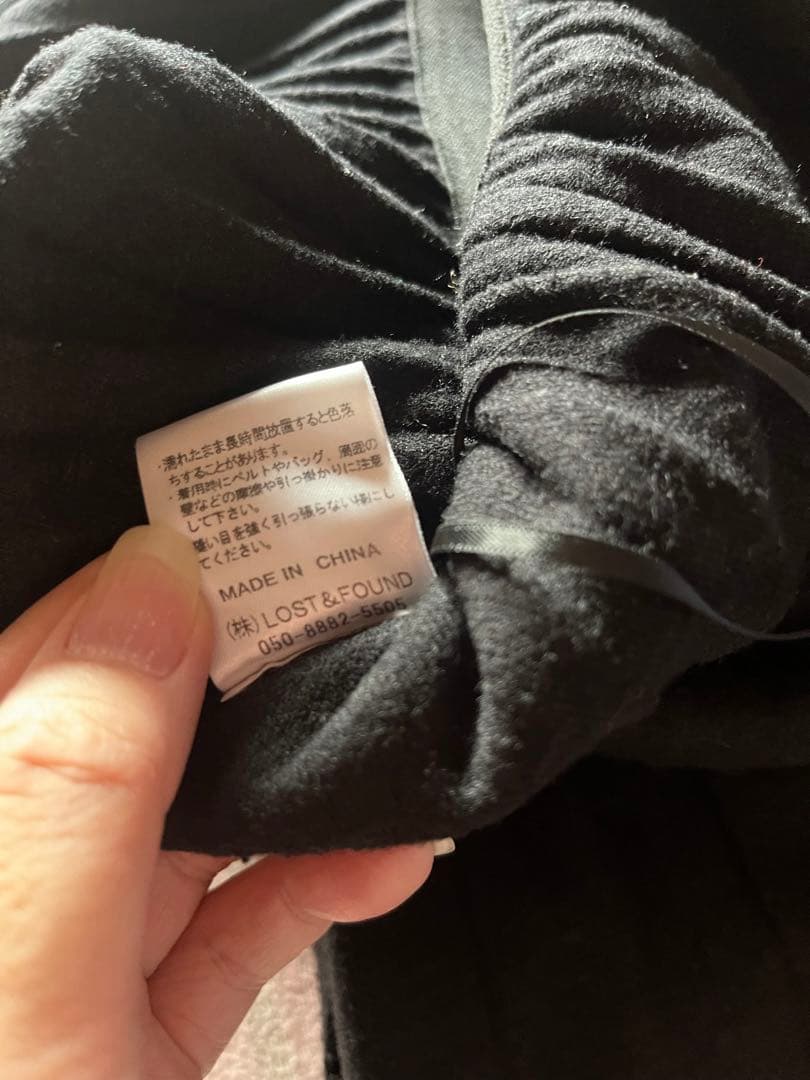 ・濡れたまま長時間放置すると色落
ちすることがあります。
・着用時にベルトやバッグ、周囲の
壁などの摩擦や引っ掛かりに注意
して下さい。
縫い目を強く引っ張らない様にし
てください。
MADE IN CHINA
(株)LOST&FOUND
050-8882-5505